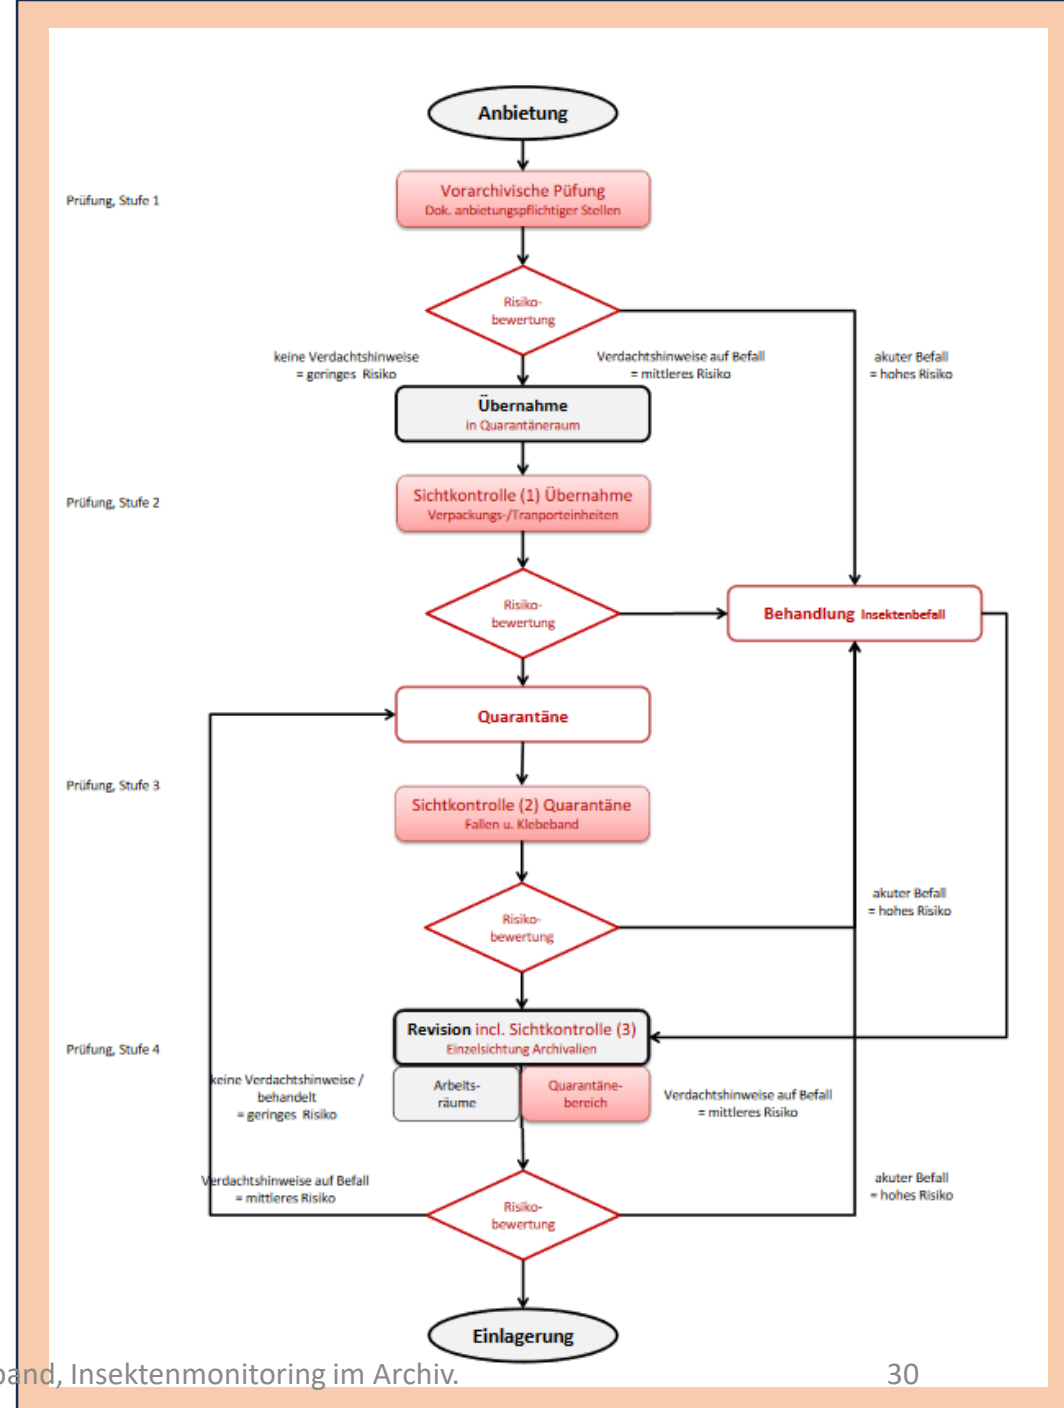 Anbietung
Prüfung, Stufe 1
Vorarchivische Püfung
Dok. anbietungspflichtiger Stellen
Risiko-
bewertung
keine Verdachtshinweise
= geringes Risiko
Verdachtshinweise auf Befall
= mittleres Risiko
akuter Befall
= hohes Risiko
Übernahme
in Quarantäneraum
Prüfung, Stufe 2
Sichtkontrolle (1) Übernahme
Verpackungs-/Tranporteinheiten
Risiko-
bewertung
Behandlung Insektenbefall
Quarantäne
Prüfung, Stufe 3
Sichtkontrolle (2) Quarantäne
Fallen u. Klebeband
Risiko-
bewertung
akuter Befall
= hohes Risiko
Prüfung, Stufe 4
Revision incl. Sichtkontrolle (3)
Einzelsichtung Archivalien
keine Verdachtshinweise /
behandelt
= geringes Risiko
Arbeits-
räume
Quarantäne-
bereich
Verdachtshinweise auf Befall
= mittleres Risiko
Verdachtshinweise auf Befall
= mittleres Risiko
Risiko-
bewertung
akuter Befall
= hohes Risiko
Einlagerung
band, Insektenmonitoring im Archiv.
30